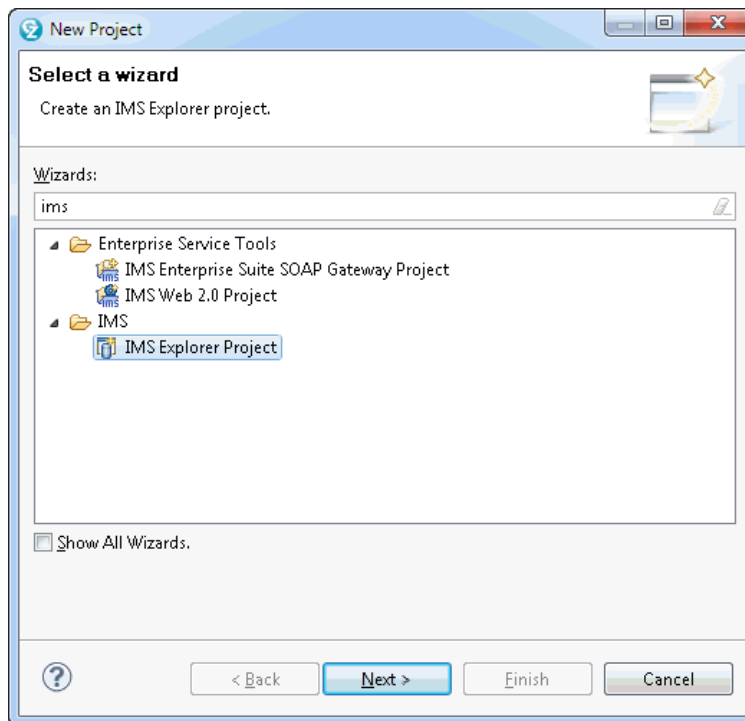 New Project
Select a wizard
Create an IMS Explorer project.
Wizards:
ims
Enterprise Service Tools
IMS Enterprise Suite SOAP Gateway Project
IMS Web 2.0 Project
IMS
IMS Explorer Project
Show All Wizards.
< Back Next > Finish Cancel